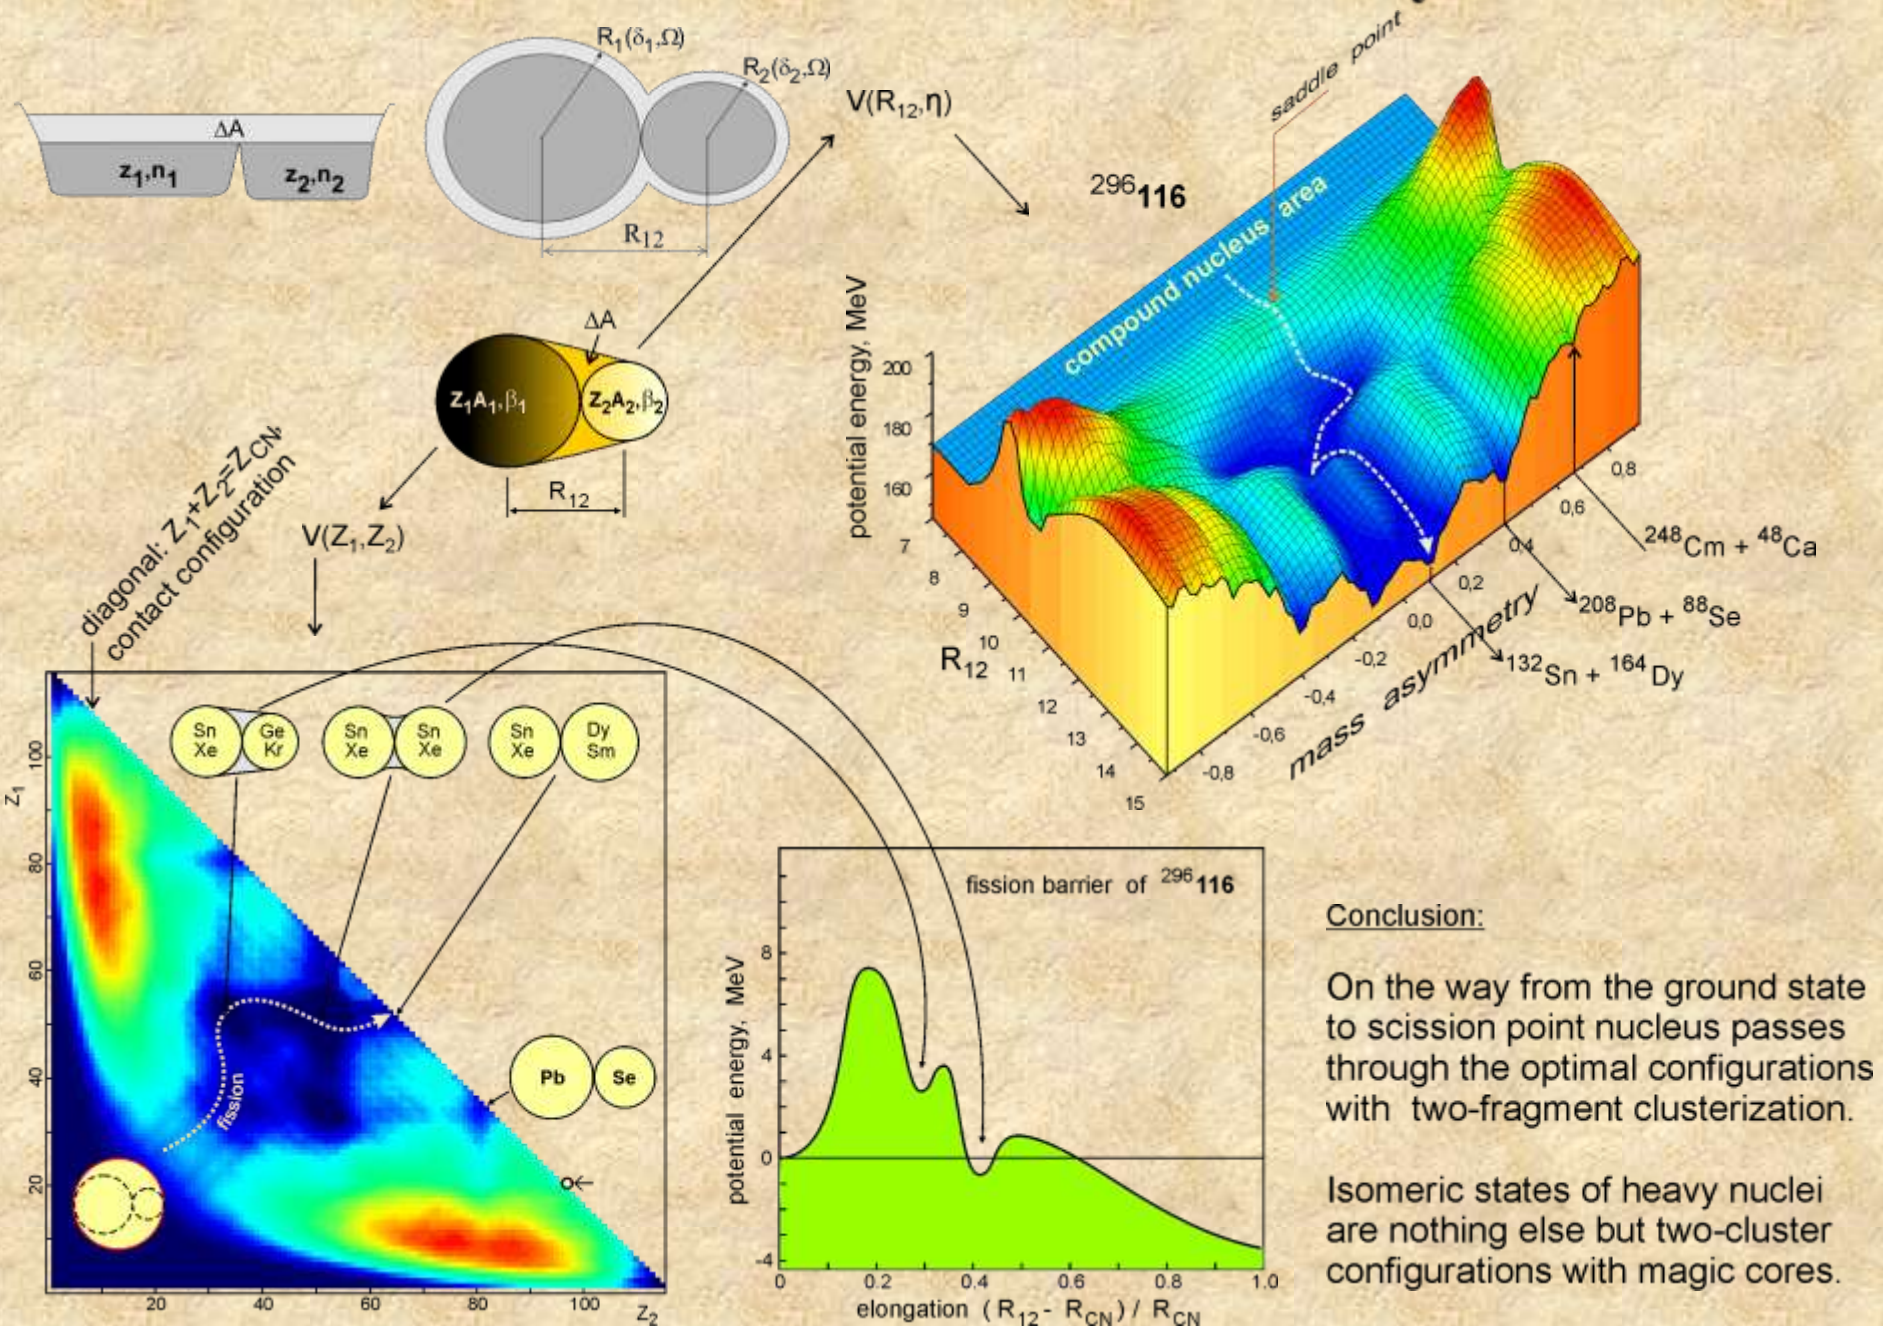 R₁(δ₁,Ω)
R₂(δ₂,Ω)
ΔA
z₁,n₁
z₂,n₂
R₁₂
V(R₁₂,η)
saddle point
²⁹⁶116
compound nucleus area
ΔA
Z₁A₁,β₁
Z₂A₂,β₂
R₁₂
V(Z₁,Z₂)
diagonal: Z₁+Z₂=Z_CN,
contact configuration
potential energy, MeV
200
180
160
7
8
9
10
11
12
13
14
15
R₁₂
-0,8
-0,6
-0,4
-0,2
0,0
0,2
0,4
0,6
0,8
mass asymmetry
²⁴⁸Cm + ⁴⁸Ca
²⁰⁸Pb + ⁸⁸Se
¹³²Sn + ¹⁶⁴Dy
Sn Ge
Xe Kr
Sn Sn
Xe Xe
Sn Dy
Xe Sm
Pb Se
fission
Z₁
100
80
60
40
20
20 40 60 80 100
Z₂
fission barrier of ²⁹⁶116
potential energy, MeV
8
4
0
-4
0 0.2 0.4 0.6 0.8 1.0
elongation (R₁₂- R_CN) / R_CN
Conclusion:
On the way from the ground state
to scission point nucleus passes
through the optimal configurations
with two-fragment clusterization.
Isomeric states of heavy nuclei
are nothing else but two-cluster
configurations with magic cores.